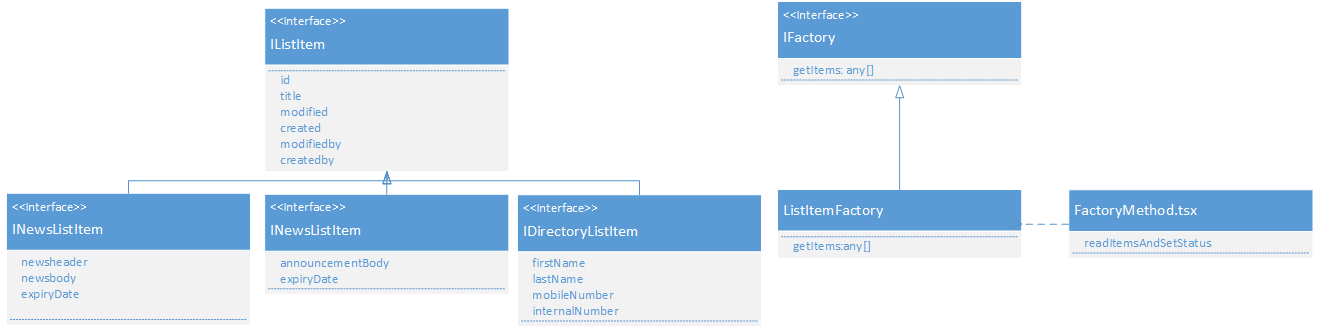 <<Interface>>
IListItem
id
title
modified
created
modifiedby
createdby
<<Interface>>
INewsListItem
newsheader
newsbody
expiryDate
<<Interface>>
INewsListItem
announcementBody
expiryDate
<<Interface>>
IDirectoryListItem
firstName
lastName
mobileNumber
internalNumber
<<Interface>>
IFactory
getItems: any[]
ListItemFactory
getItems:any[]
FactoryMethod.tsx
readItemsAndSetStatus